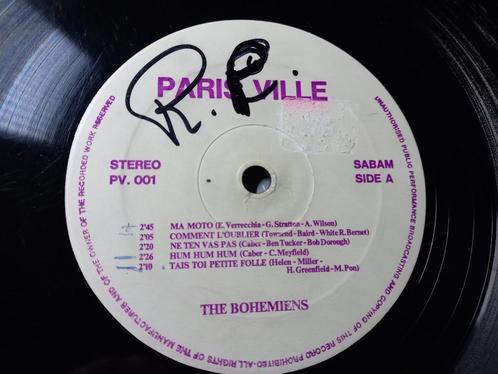 R.P.
PARIS VILLE
STEREO
PV. 001
SABAM
SIDE A
2'45 MA MOTO (E. Verrecchia - G. Stratton - A. Wilson)
2'05 COMMENT L'OUBLIER (Townend - Baird - White R. Bernet)
2'20 NE TEN VAS PAS (Caber - Ben Tucker - Bob Dorough)
2'26 HUM HUM HUM (Caber - C. Meyfield)
2'10 TAIS TOI PETITE FOLLE (Helen - Miller -
H. Greenfield - M. Pon)
THE BOHEMIENS
UNAUTHORISED PUBLIC PERFORMANCE BROADCASTING AND COPYING OF THIS RECORD PROHIBITED - ALL RIGHTS OF THE MANUFACTURERS AND OF THE OWNER OF THE RECORDED WORK RESERVED